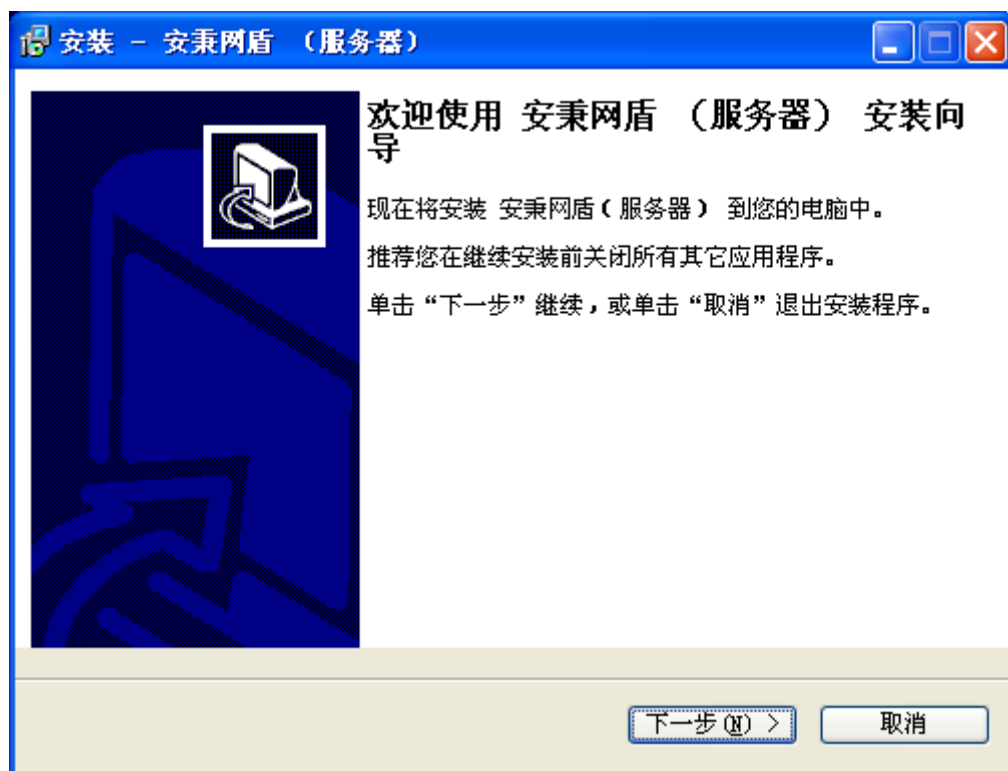 安装 - 安秉网盾 （服务器）
欢迎使用 安秉网盾 （服务器） 安装向
导
现在将安装 安秉网盾(服务器) 到您的电脑中。
推荐您在继续安装前关闭所有其它应用程序。
单击“下一步”继续，或单击“取消”退出安装程序。
下一步(N) >
取消